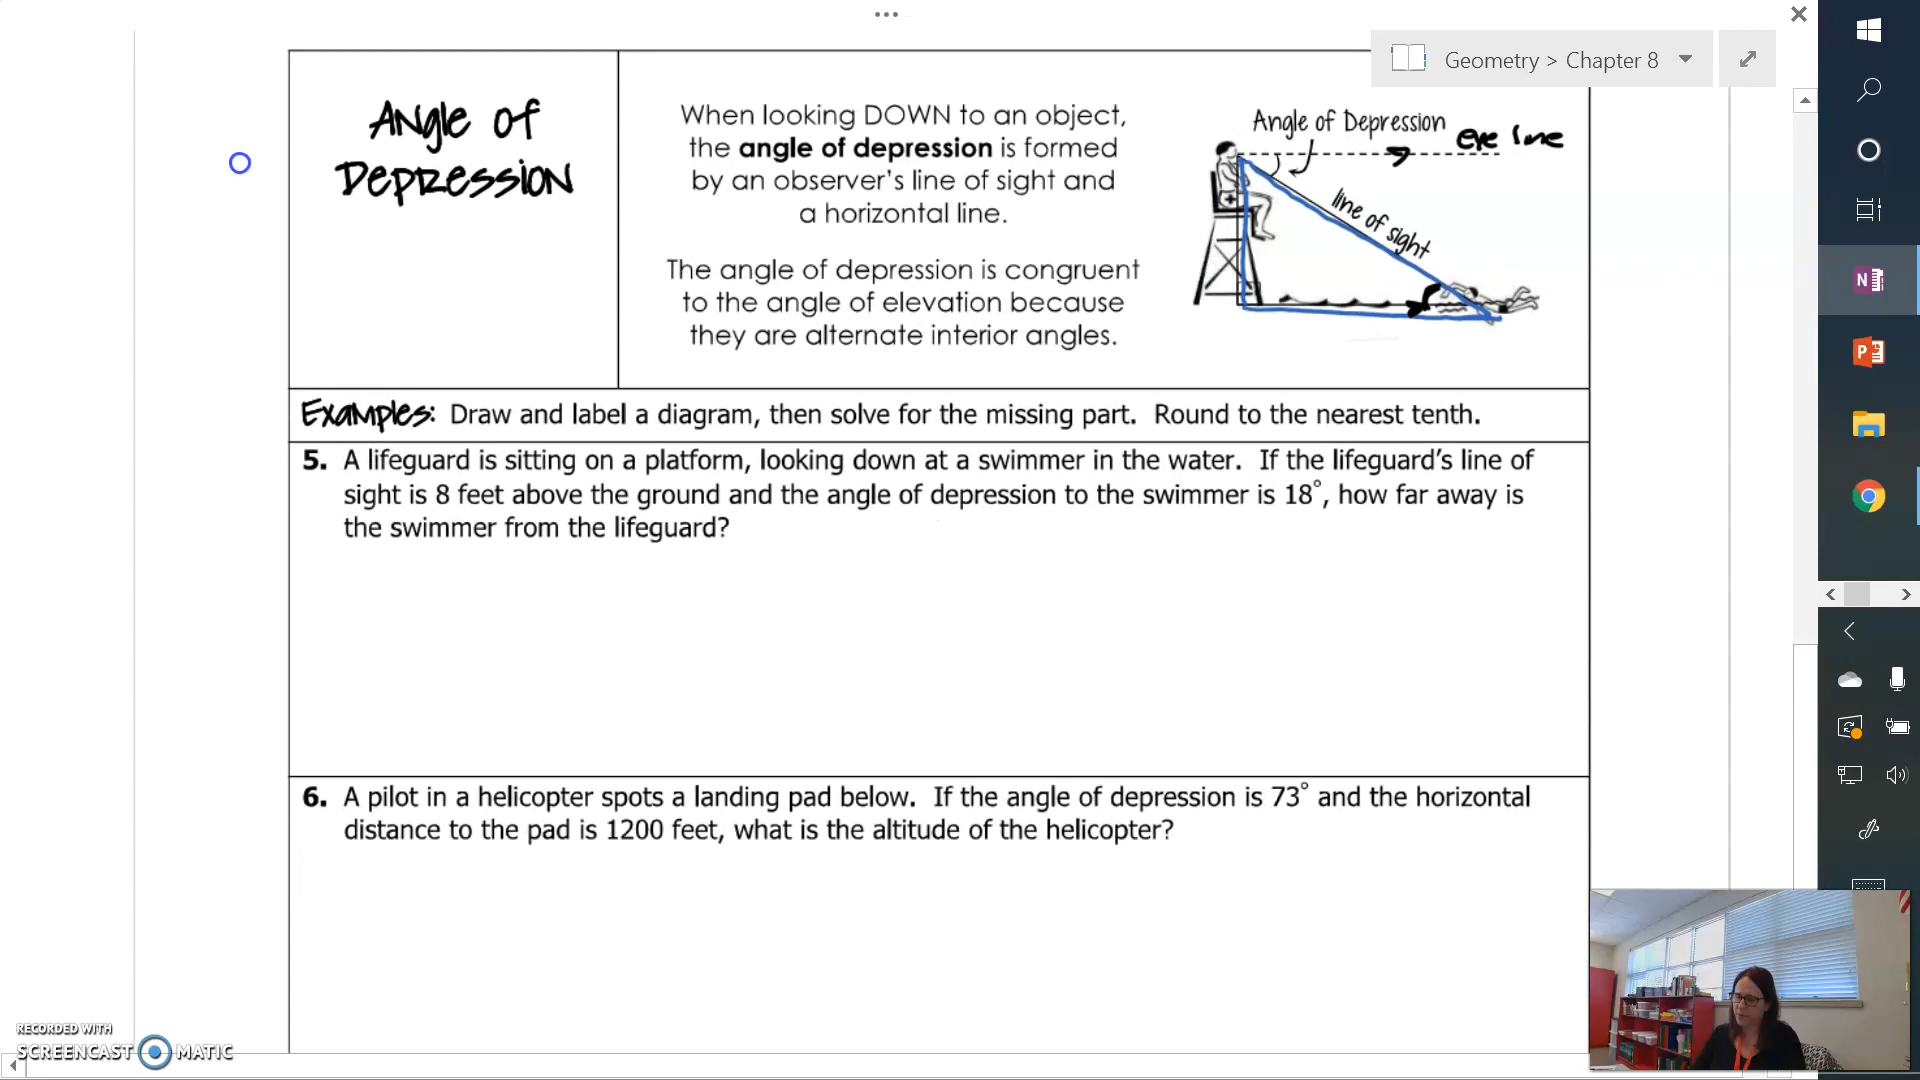 Geometry > Chapter 8
Angle of
Depression
When looking DOWN to an object,
the angle of depression is formed
by an observer's line of sight and
a horizontal line.
The angle of depression is congruent
to the angle of elevation because
they are alternate interior angles.
Angle of Depression
eye line
line of sight
Examples: Draw and label a diagram, then solve for the missing part. Round to the nearest tenth.
5. A lifeguard is sitting on a platform, looking down at a swimmer in the water. If the lifeguard's line of
sight is 8 feet above the ground and the angle of depression to the swimmer is 18°, how far away is
the swimmer from the lifeguard?
6. A pilot in a helicopter spots a landing pad below. If the angle of depression is 73° and the horizontal
distance to the pad is 1200 feet, what is the altitude of the helicopter?
RECORDED WITH
SCREENCAST MATIC